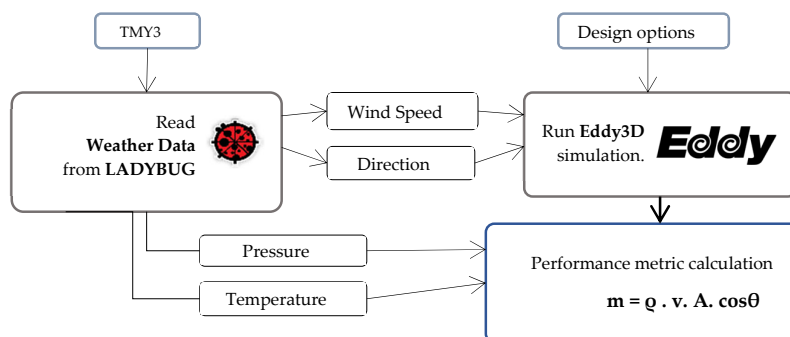 TMY3
Design options
Read
Weather Data
from LADYBUG
Wind Speed
Direction
Run Eddy3D
simulation.
Eddy
Pressure
Temperature
Performance metric calculation
m = ϱ . v. A. cosθ